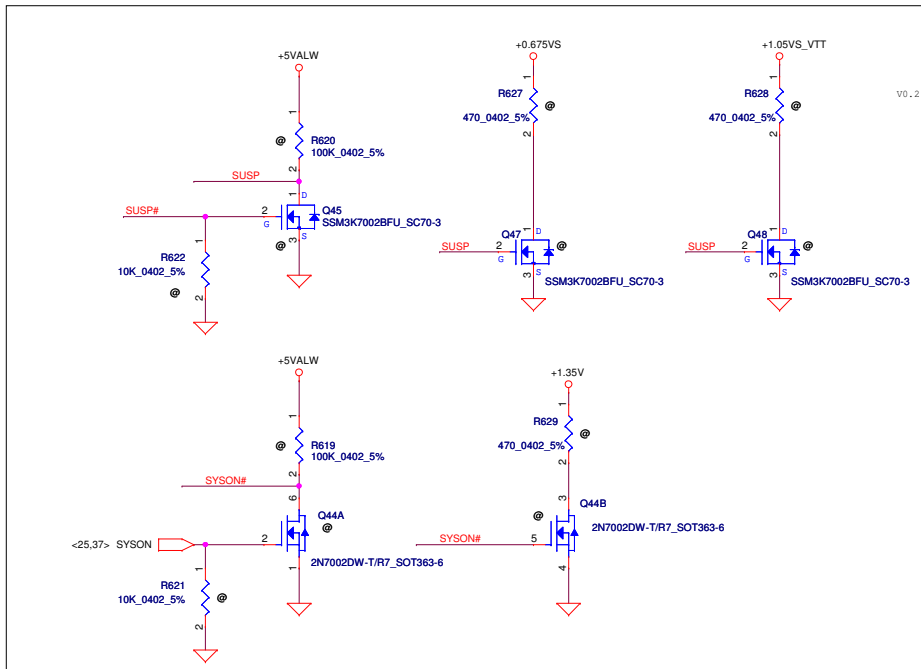 +5VALW
1
R620
100K_0402_5%
@
2
SUSP
SUSP#
1 D
2
G
Q45
SSM3K7002BFU_SC70-3
@
3 S
1
R622
10K_0402_5%
@
2
+0.675VS
1
R627
470_0402_5%
@
2
SUSP
2
G
Q47
1 D
@
3 S
SSM3K7002BFU_SC70-3
+1.05VS_VTT
1
R628
470_0402_5%
@
2
SUSP
2
G
Q48
1 D
@
3 S
SSM3K7002BFU_SC70-3
V0.2
+5VALW
1
@
R619
100K_0402_5%
2
SYSON#
6
Q44A
@
2
<25,37> SYSON
2N7002DW-T/R7_SOT363-6
1
1
R621
10K_0402_5%
@
2
+1.35V
1
R629
470_0402_5%
@
2
3
Q44B
@
2N7002DW-T/R7_SOT363-6
SYSON#
5
4